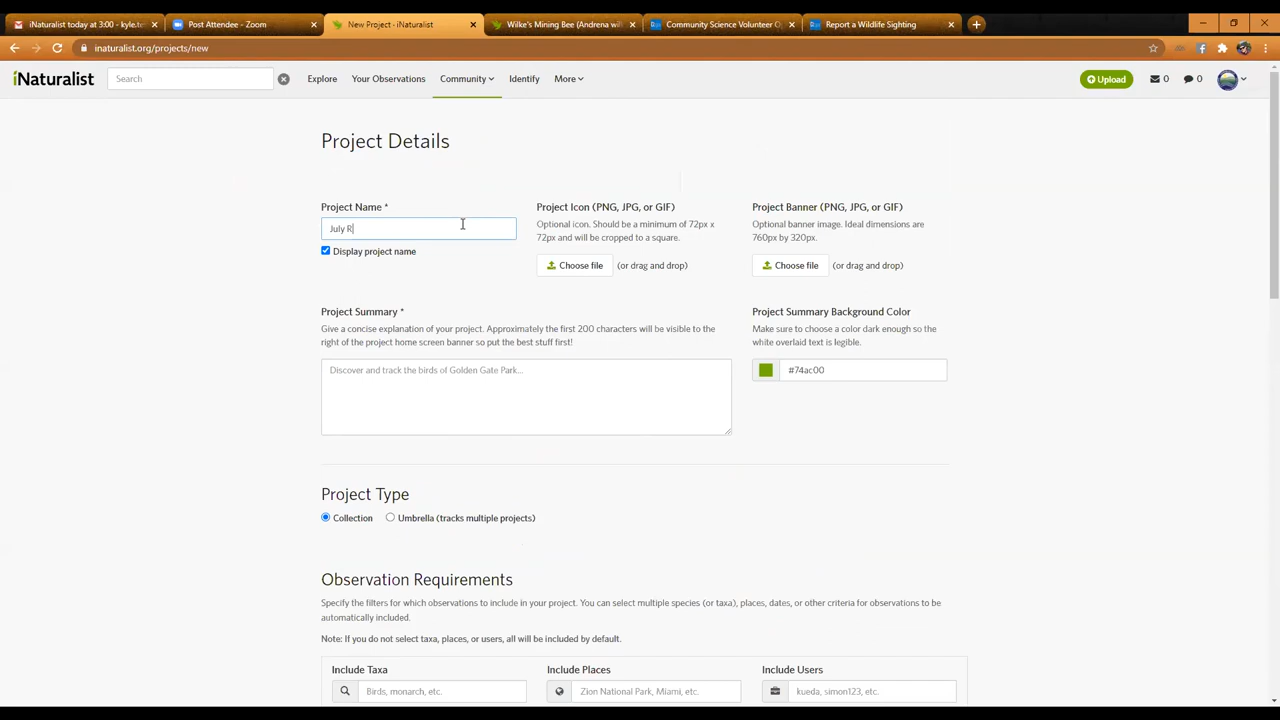 iNaturalist today at 3:00 - kyle.te
Post Attendee - Zoom
New Project - iNaturalist
Wilke's Mining Bee (Andrena wil
Community Science Volunteer Op
Report a Wildlife Sighting
inaturalist.org/projects/new
iNaturalist
Search
Explore
Your Observations
Community
Identify
More
Upload
0
0
Project Details
Project Name *
July R
Display project name
Project Icon (PNG, JPG, or GIF)
Optional icon. Should be a minimum of 72px x
72px and will be cropped to a square.
Choose file (or drag and drop)
Project Banner (PNG, JPG, or GIF)
Optional banner image. Ideal dimensions are
760px by 320px.
Choose file (or drag and drop)
Project Summary *
Give a concise explanation of your project. Approximately the first 200 characters will be visible to the
right of the project home screen banner so put the best stuff first!
Discover and track the birds of Golden Gate Park...
Project Summary Background Color
Make sure to choose a color dark enough so the
white overlaid text is legible.
#74ac00
Project Type
Collection
Umbrella (tracks multiple projects)
Observation Requirements
Specify the filters for which observations to include in your project. You can select multiple species (or taxa), places, dates, or other criteria for observations to be
automatically included.
Note: If you do not select taxa, places, or users, all will be included by default.
Include Taxa
Birds, monarch, etc.
Include Places
Zion National Park, Miami, etc.
Include Users
kueda, simon123, etc.